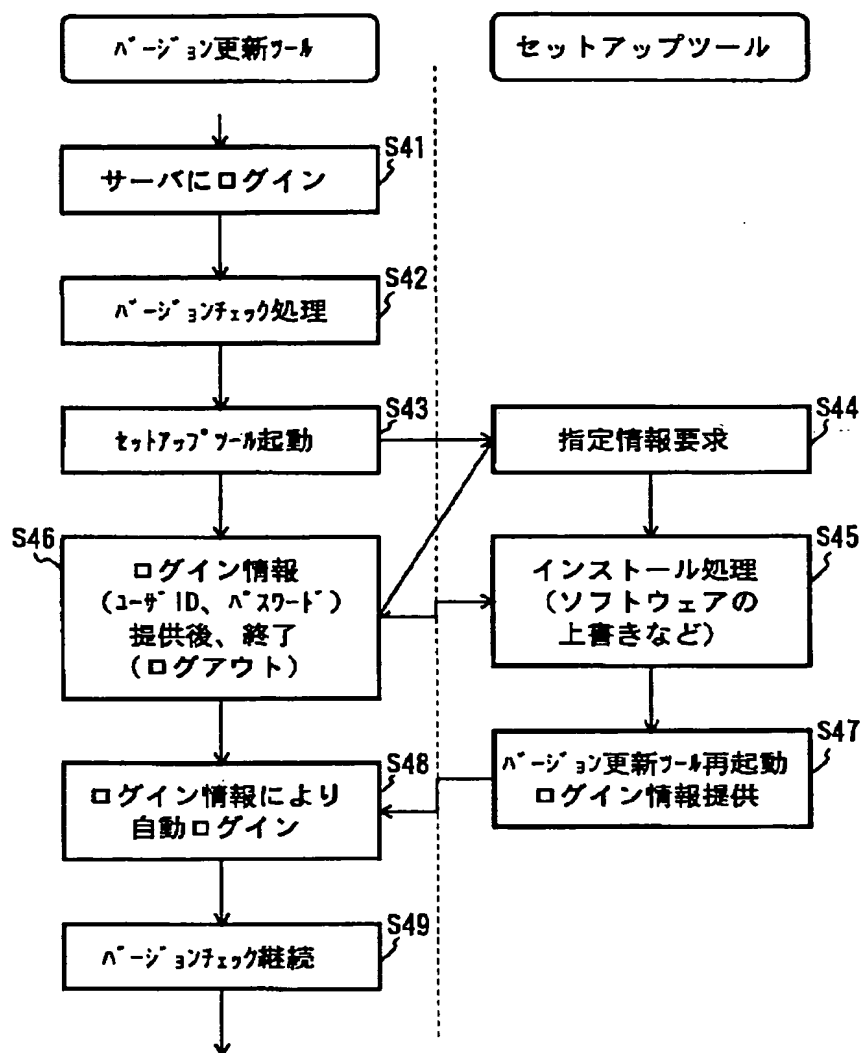 ﾊﾞｰｼﾞｮﾝ更新ﾂｰﾙ
セットアップツール
S41
サーバにログイン
S42
ﾊﾞｰｼﾞｮﾝﾁｪｯｸ処理
S43
ｾｯﾄｱｯﾌﾟﾂｰﾙ起動
S44
指定情報要求
S46
ログイン情報
(ﾕｰｻﾞID、ﾊﾟｽﾜｰﾄﾞ)
提供後、終了
(ログアウト)
S45
インストール処理
(ソフトウェアの
上書きなど)
S47
ﾊﾞｰｼﾞｮﾝ更新ﾂｰﾙ再起動
ログイン情報提供
S48
ログイン情報により
自動ログイン
S49
ﾊﾞｰｼﾞｮﾝﾁｪｯｸ継続